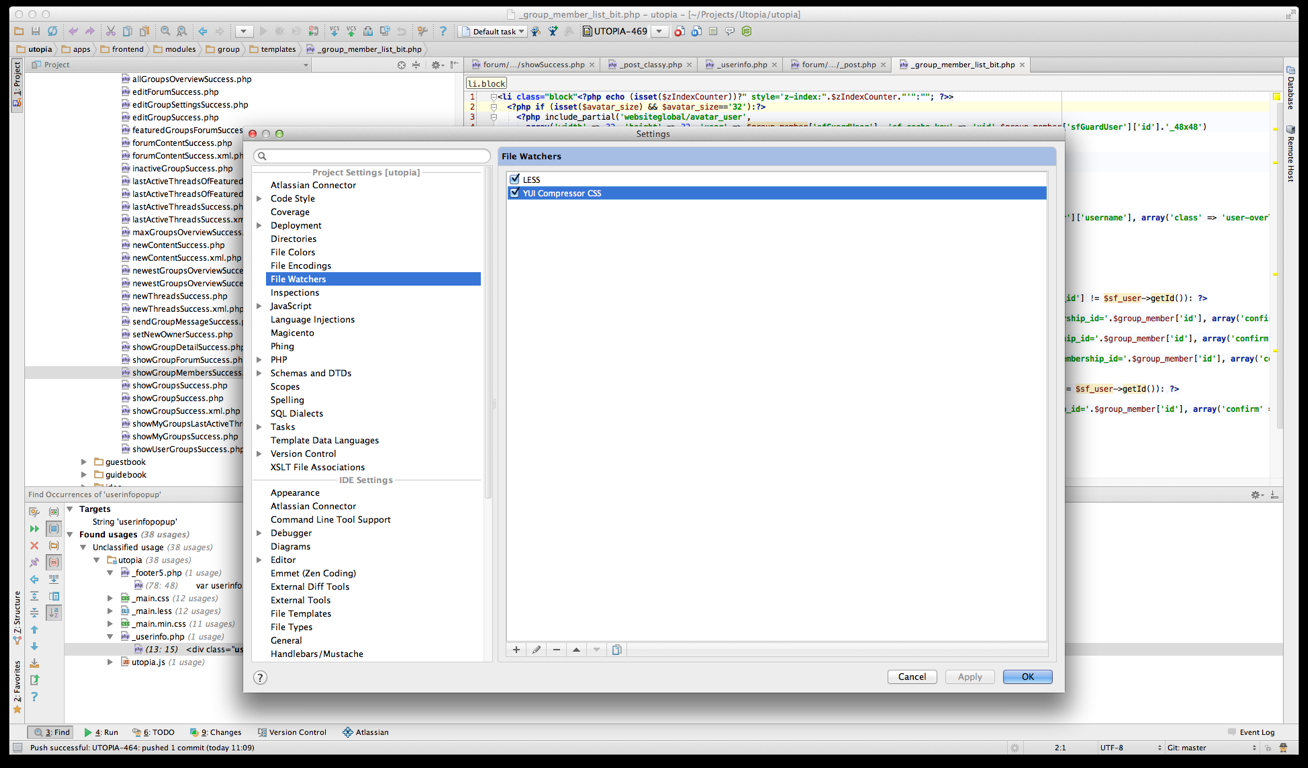 _group_member_list_bit.php – utopia – [~/Projects/Utopia/utopia]
Default task
UTOPIA-469
utopia apps frontend modules group templates _group_member_list_bit.php
1: Project
Project
forum/.../showSuccess.php
_post_classy.php
_userinfo.php
forum/..._post.php
_group_member_list_bit.php
Database
Remote Host
li.block
1 <li class="block"<?php echo (isset($zIndexCounter))?" style='z-index:".$zIndexCounter."'":""; ?>>
2 <?php if (isset($avatar_size) && $avatar_size=='32'):?>
3 <?php include_partial('websiteglobal/avatar_user',
'sfGuardUser']['id'].'_48x48')
']['username'], array('class' => 'user-over
id'] != $sf_user->getId()): ?>
ership_id='.$group_member['id'], array('confi
ship_id='.$group_member['id'], array('confirm
embership_id='.$group_member['id'], array('c
= $sf_user->getId()): ?>
p_id='.$group_member['id'], array('confirm' =
allGroupsOverviewSuccess.php
editForumSuccess.php
editGroupSettingsSuccess.php
editGroupSuccess.php
featuredGroupsForumSucc
forumContentSuccess.php
forumContentSuccess.xml.ph
inactiveGroupSuccess.php
lastActiveThreadsOfFeatured
lastActiveThreadsOfFeatured
lastActiveThreadsSuccess.ph
lastActiveThreadsSuccess.xm
maxGroupsOverviewSuccess
newContentSuccess.php
newContentSuccess.xml.php
newestGroupsOverviewSucce
newestGroupsOverviewSucce
newThreadsSuccess.php
newThreadsSuccess.xml.php
sendGroupMessageSuccess.p
setNewOwnerSuccess.php
showGroupDetailSuccess.php
showGroupForumSuccess.ph
showGroupMembersSuccess
showGroupsSuccess.php
showGroupSuccess.php
showGroupSuccess.xml.php
showMyGroupsLastActiveThr
showMyGroupsSuccess.php
showUserGroupsSuccess.php
guestbook
guidebook
Settings
Project Settings [utopia]
Atlassian Connector
Code Style
Coverage
Deployment
Directories
File Colors
File Encodings
File Watchers
Inspections
JavaScript
Language Injections
Magicento
Phing
PHP
Schemas and DTDs
Scopes
Spelling
SQL Dialects
Tasks
Template Data Languages
Version Control
XSLT File Associations
IDE Settings
Appearance
Atlassian Connector
Command Line Tool Support
Debugger
Diagrams
Editor
Emmet (Zen Coding)
External Diff Tools
External Tools
File Templates
File Types
General
Handlebars/Mustache
File Watchers
LESS
YUI Compressor CSS
?
Cancel
Apply
OK
Find Occurrences of 'userinfopopup'
Targets
String 'userinfopopup'
Found usages (38 usages)
Unclassified usage (38 usages)
utopia (38 usages)
_footer5.php (1 usage)
(78: 48) var userinfo
_main.css (12 usages)
_main.less (12 usages)
_main.min.css (11 usages)
_userinfo.php (1 usage)
(13: 15) <div class="us
utopia.js (1 usage)
Z: Structure
2: Favorites
3: Find
4: Run
6: TODO
9: Changes
Version Control
Atlassian
Event Log
Push successful: UTOPIA-464: pushed 1 commit (today 11:09)
2:1
UTF-8
Git: master